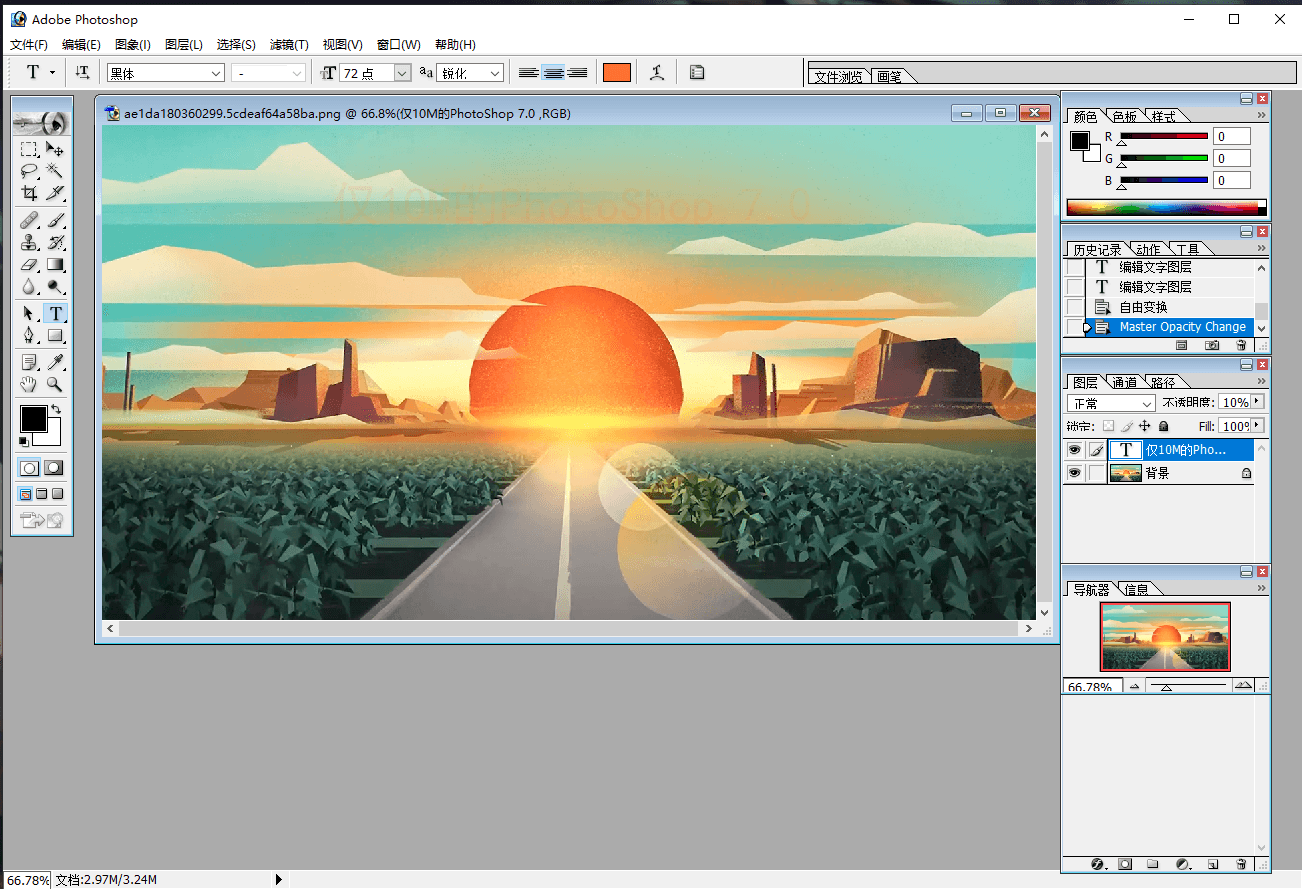 Adobe Photoshop
文件(F) 编辑(E) 图象(I) 图层(L) 选择(S) 滤镜(T) 视图(V) 窗口(W) 帮助(H)
T T 黑体 - T 72 点 aa 锐化 文件浏览 画笔
ae1da180360299.5cdeaf64a58ba.png @ 66.8%(仅10M的PhotoShop 7.0 ,RGB)
仅10M的PhotoShop 7.0
颜色 色板 样式
R 0
G 0
B 0
历史记录 动作 工具
T 编辑文字图层
T 编辑文字图层
自由变换
Master Opacity Change
图层 通道 路径
正常 不透明度: 10%
锁定: Fill: 100%
T 仅10M的Pho...
背景
导航器 信息
66.78%
T
66.78% 文档:2.97M/3.24M